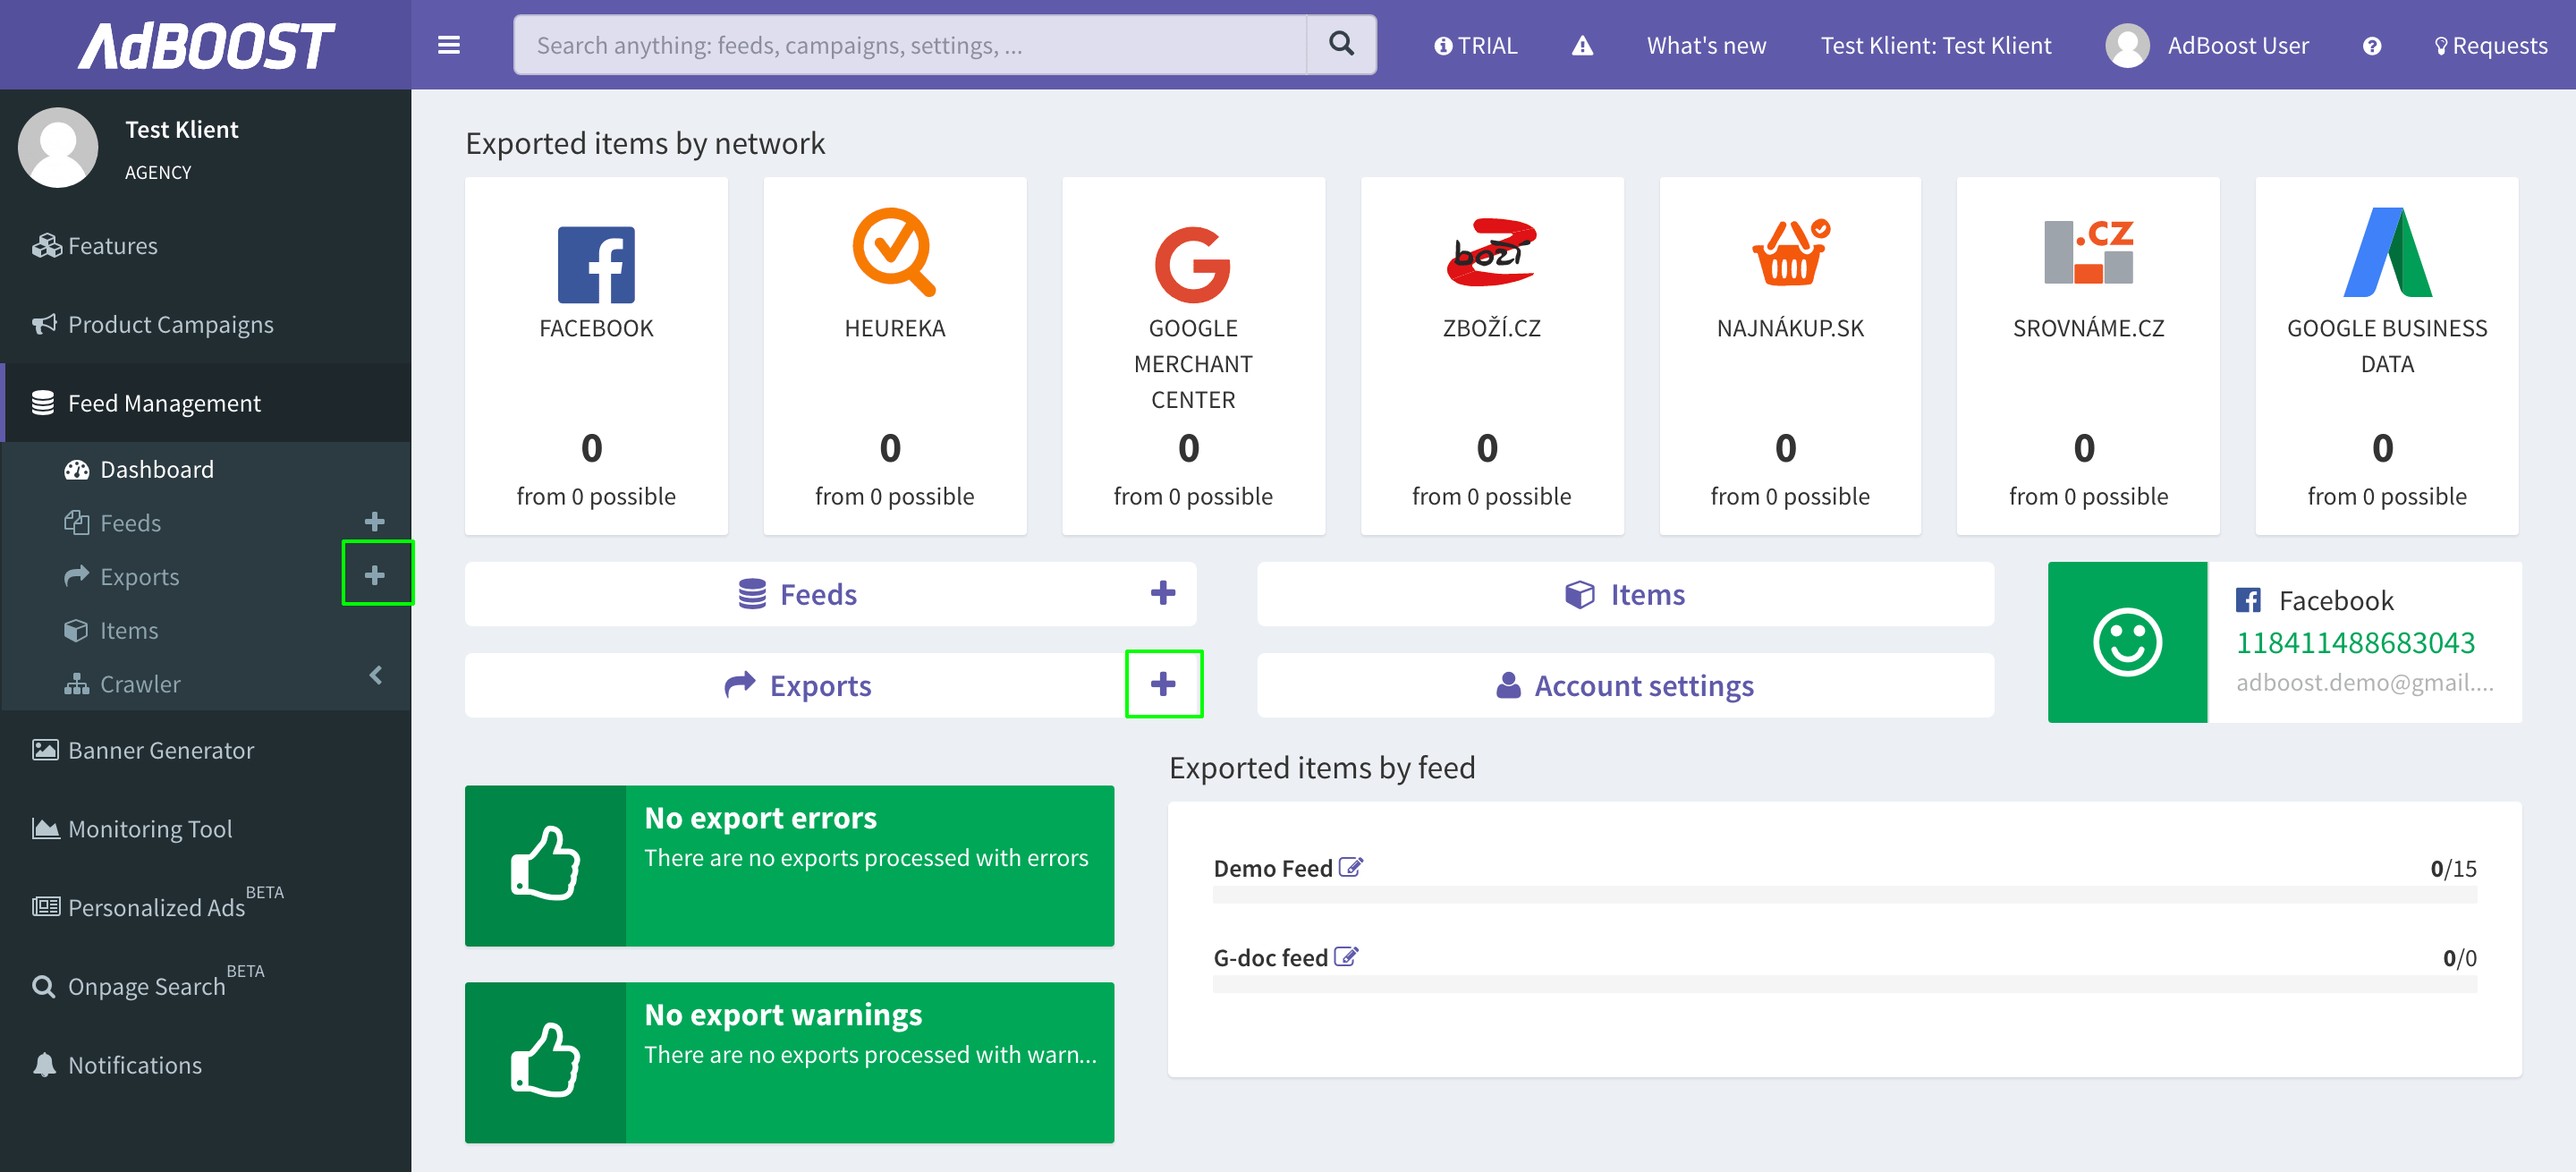 AdBOOST
Search anything: feeds, campaigns, settings, ...
TRIAL
What's new
Test Klient: Test Klient
AdBoost User
Requests
Test Klient
AGENCY
Features
Product Campaigns
Feed Management
Dashboard
Feeds
Exports
Items
Crawler
Banner Generator
Monitoring Tool
Personalized Ads BETA
Onpage Search BETA
Notifications
Exported items by network
FACEBOOK
0
from 0 possible
HEUREKA
0
from 0 possible
GOOGLE
MERCHANT
CENTER
0
from 0 possible
boží
ZBOŽÍ.CZ
0
from 0 possible
NAJNÁKUP.SK
0
from 0 possible
.CZ
SROVNÁME.CZ
0
from 0 possible
GOOGLE BUSINESS
DATA
0
from 0 possible
Feeds
Items
Exports
Account settings
Facebook
118411488683043
adboost.demo@gmail....
No export errors
There are no exports processed with errors
No export warnings
There are no exports processed with warn...
Exported items by feed
Demo Feed
0/15
G-doc feed
0/0